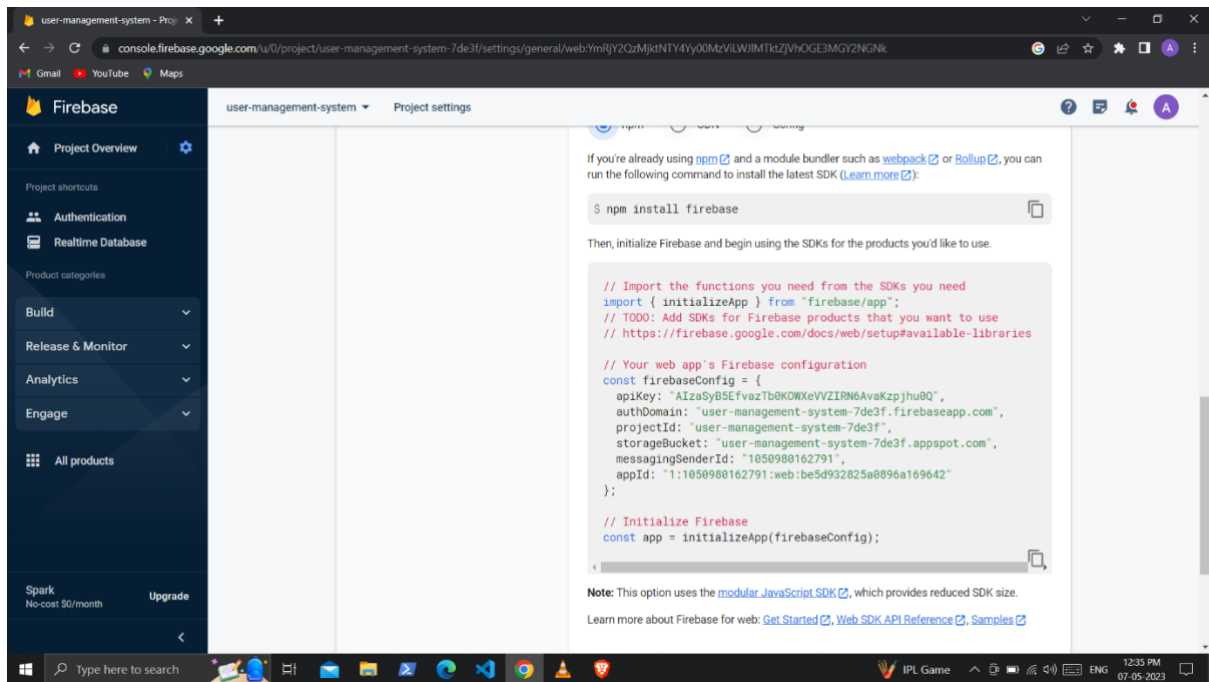 user-management-system - Proj
console.firebase.google.com/u/0/project/user-management-system-7de3f/settings/general/web:YmRjY2QzMjktNTY4Yy00MzViLWJlMTktZjVhOGE3MGY2NGNk
Gmail YouTube Maps
Firebase
user-management-system Project settings
A
Project Overview
Project shortcuts
Authentication
Realtime Database
Product categories
Build
Release & Monitor
Analytics
Engage
All products
Spark
No-cost $0/month
Upgrade
npm CDN Config
If you're already using npm and a module bundler such as webpack or Rollup, you can
run the following command to install the latest SDK (Learn more):
$ npm install firebase
Then, initialize Firebase and begin using the SDKs for the products you'd like to use.
// Import the functions you need from the SDKs you need
import { initializeApp } from "firebase/app";
// TODO: Add SDKs for Firebase products that you want to use
// https://firebase.google.com/docs/web/setup#available-libraries
// Your web app's Firebase configuration
const firebaseConfig = {
apiKey: "AIzaSyB5EfvazTb0KOWXeVVZIRN6AvaKzpjhu0Q",
authDomain: "user-management-system-7de3f.firebaseapp.com",
projectId: "user-management-system-7de3f",
storageBucket: "user-management-system-7de3f.appspot.com",
messagingSenderId: "1050980162791",
appId: "1:1050980162791:web:be5d932825a0896a169642"
};
// Initialize Firebase
const app = initializeApp(firebaseConfig);
Note: This option uses the modular JavaScript SDK, which provides reduced SDK size.
Learn more about Firebase for web: Get Started, Web SDK API Reference, Samples
Type here to search
IPL Game
ENG
12:35 PM
07-05-2023